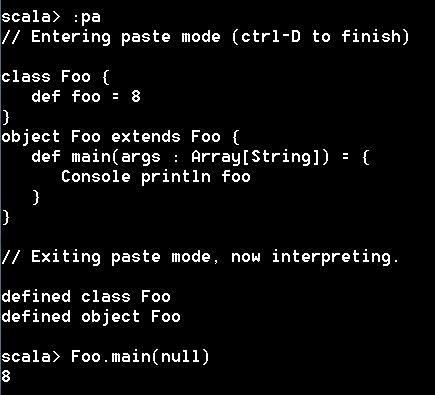 scala> :pa
// Entering paste mode (ctrl-D to finish)
class Foo {
def foo = 8
}
object Foo extends Foo {
def main(args : Array[String]) = {
Console println foo
}
}
// Exiting paste mode, now interpreting.
defined class Foo
defined object Foo
scala> Foo.main(null)
8